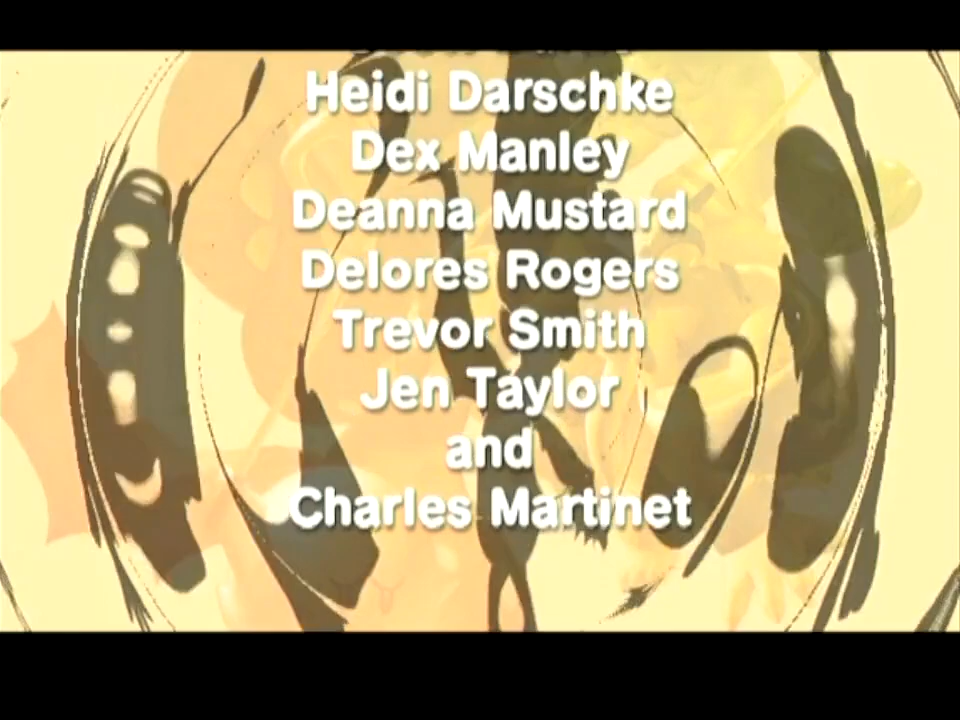 Heidi Darschke
Dex Manley
Deanna Mustard
Delores Rogers
Trevor Smith
Jen Taylor
and
Charles Martinet